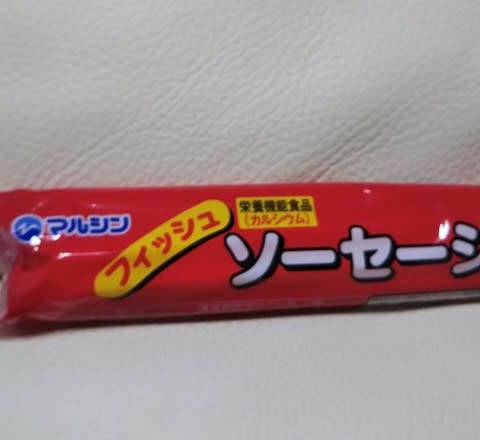 マルシン
フィッシュ
栄養機能食品
(カルシウム)
ソーセージ